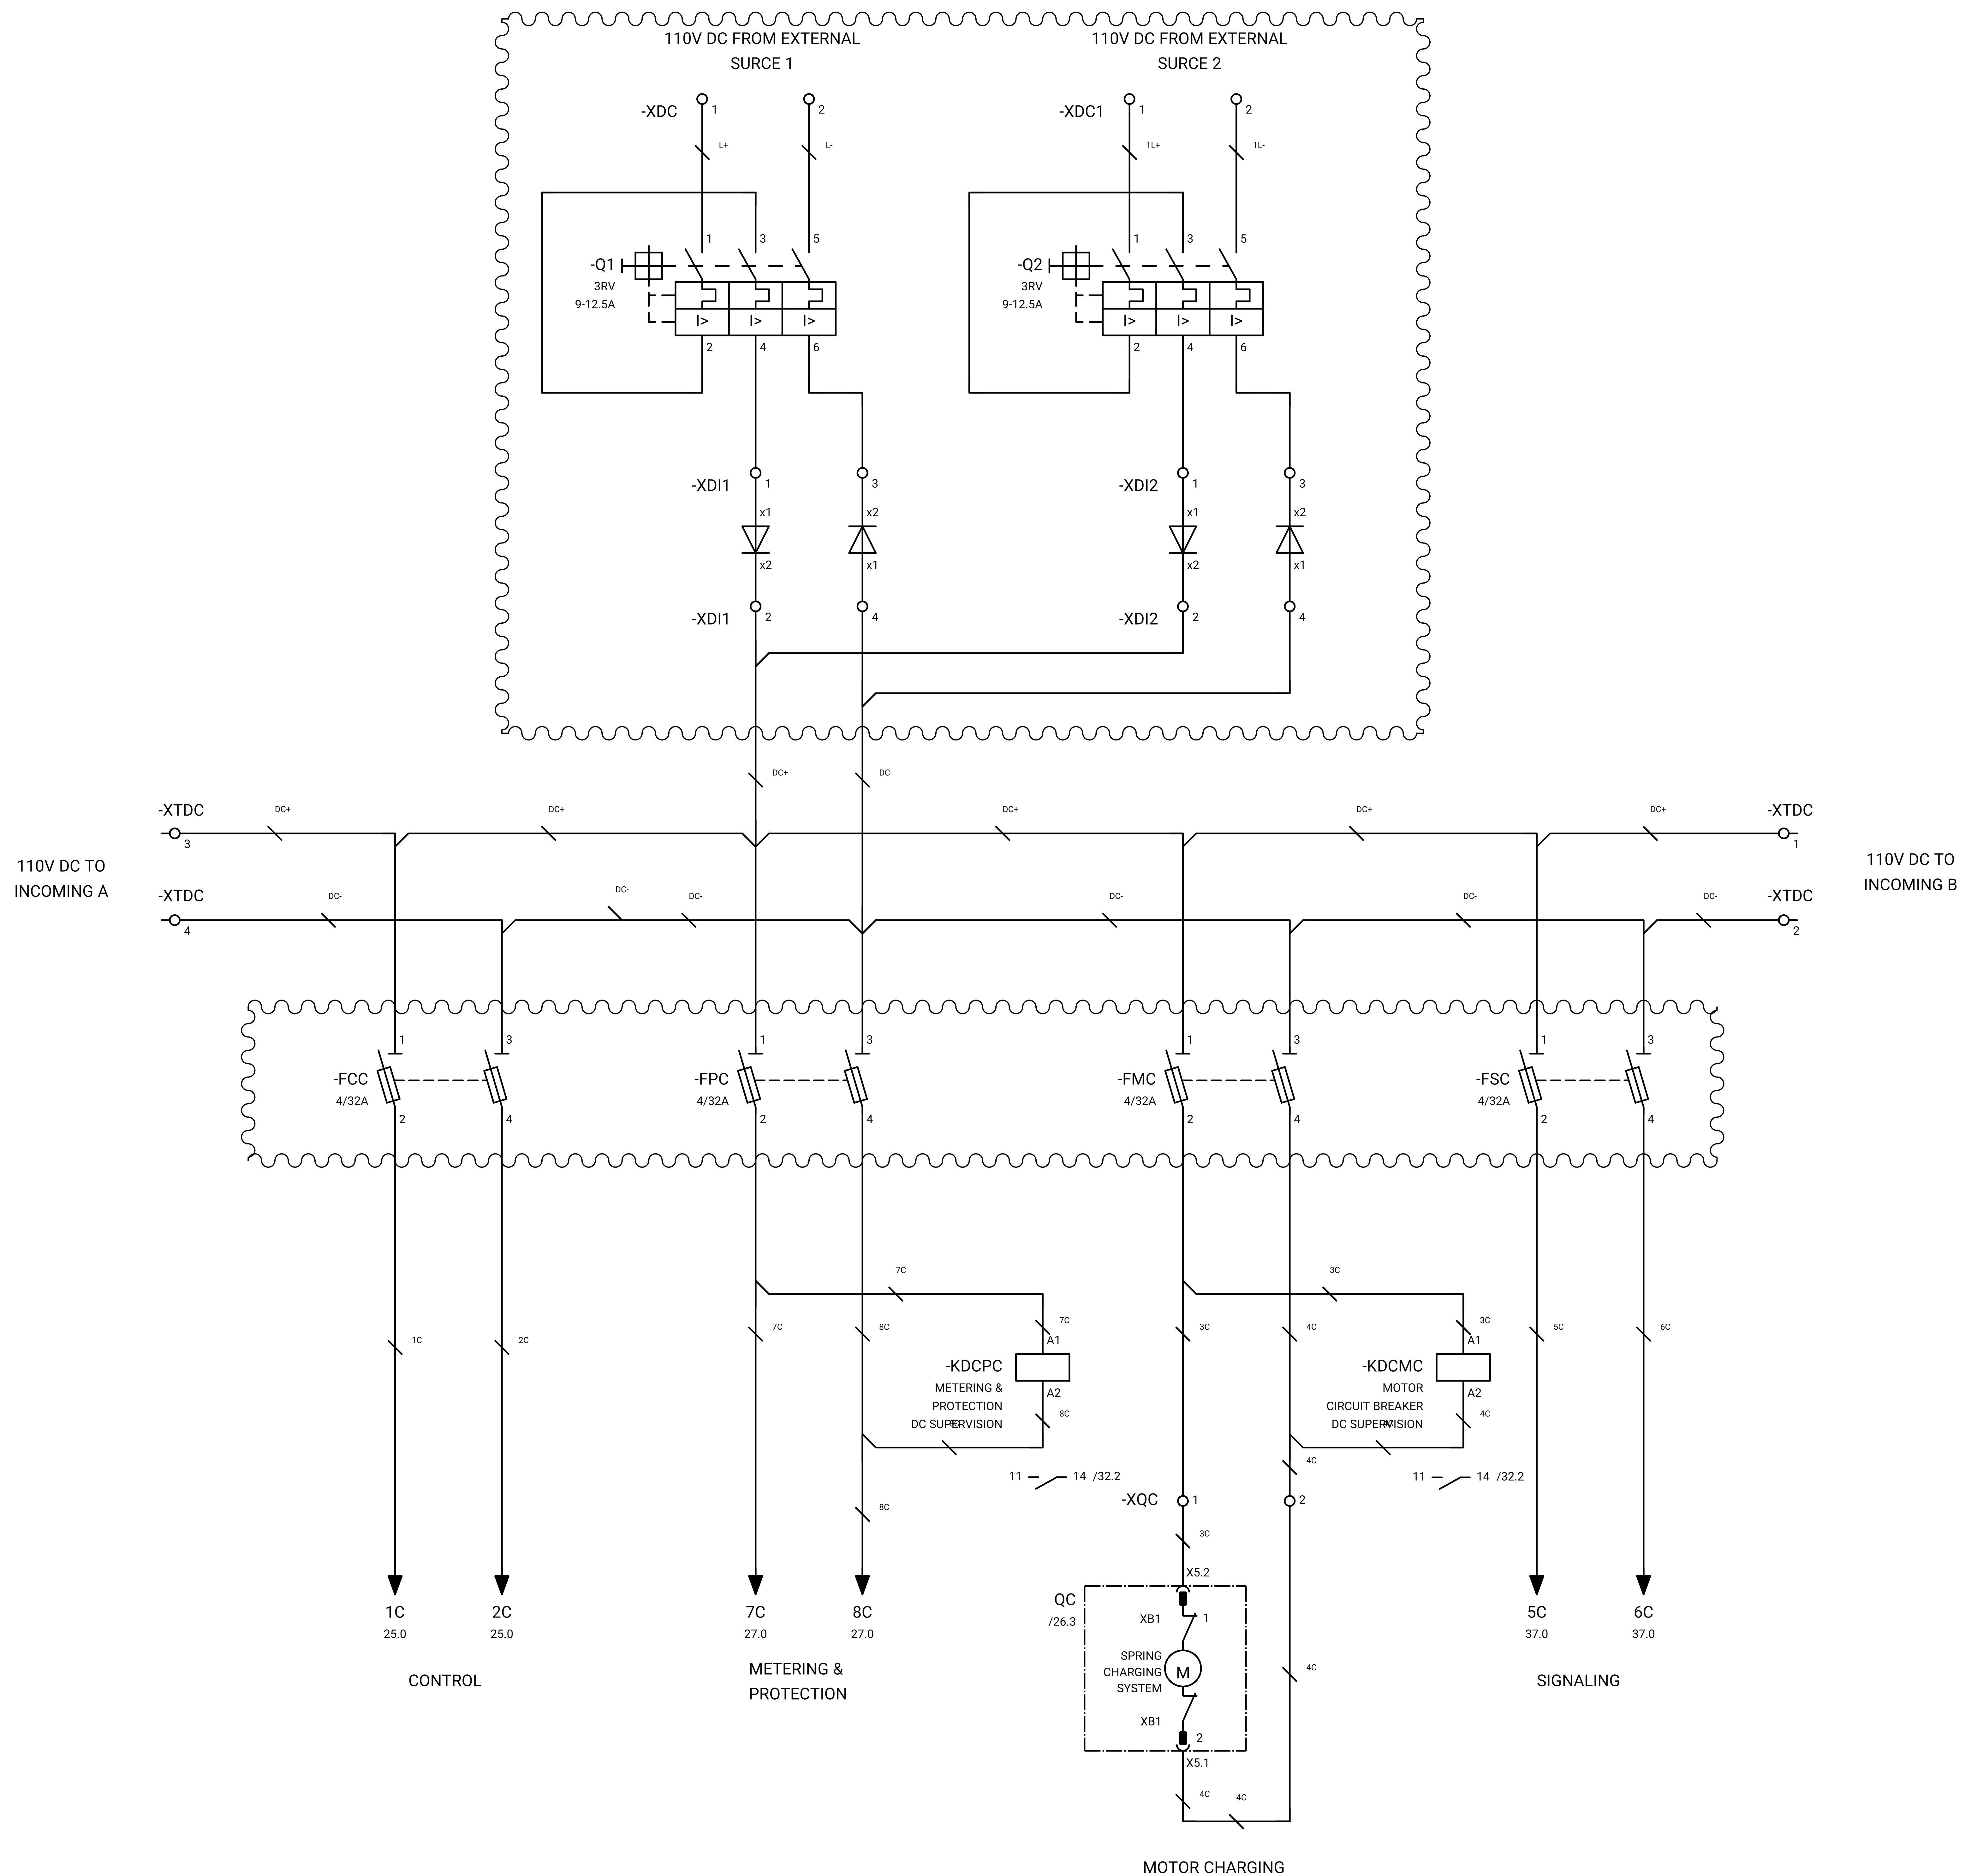 110V DC FROM EXTERNAL
SURCE 1
110V DC FROM EXTERNAL
SURCE 2
-XDC
1
2
-XDC1
1
2
L+
L-
1L+
1L-
1
3
5
1
3
5
-Q1
3RV
9-12.5A
-Q2
3RV
9-12.5A
I>
I>
I>
I>
I>
I>
2
4
6
2
4
6
-XDI1
1
3
-XDI2
1
3
x1
x2
x1
x2
x2
x1
x2
x1
-XDI1
2
4
-XDI2
2
4
DC+
DC-
-XTDC
3
DC+
DC+
DC+
DC+
DC+
-XTDC
1
110V DC TO
INCOMING A
110V DC TO
INCOMING B
-XTDC
4
DC-
DC-
DC-
DC-
DC-
DC-
-XTDC
2
1
3
1
3
1
3
1
3
-FCC
4/32A
-FPC
4/32A
-FMC
4/32A
-FSC
4/32A
2
4
2
4
2
4
2
4
7C
3C
1C
2C
7C
8C
7C
3C
4C
3C
5C
6C
A1
A1
-KDCPC
METERING &
PROTECTION
DC SUPERVISION
A2
8C
-KDCMC
MOTOR
CIRCUIT BREAKER
DC SUPERVISION
A2
4C
11
14 /32.2
4C
11
14 /32.2
8C
-XQC
1
2
3C
X5.2
1C
25.0
2C
25.0
7C
27.0
8C
27.0
QC
/26.3
XB1
1
SPRING
CHARGING
SYSTEM
M
XB1
2
X5.1
4C
5C
37.0
6C
37.0
CONTROL
METERING &
PROTECTION
SIGNALING
4C
4C
MOTOR CHARGING